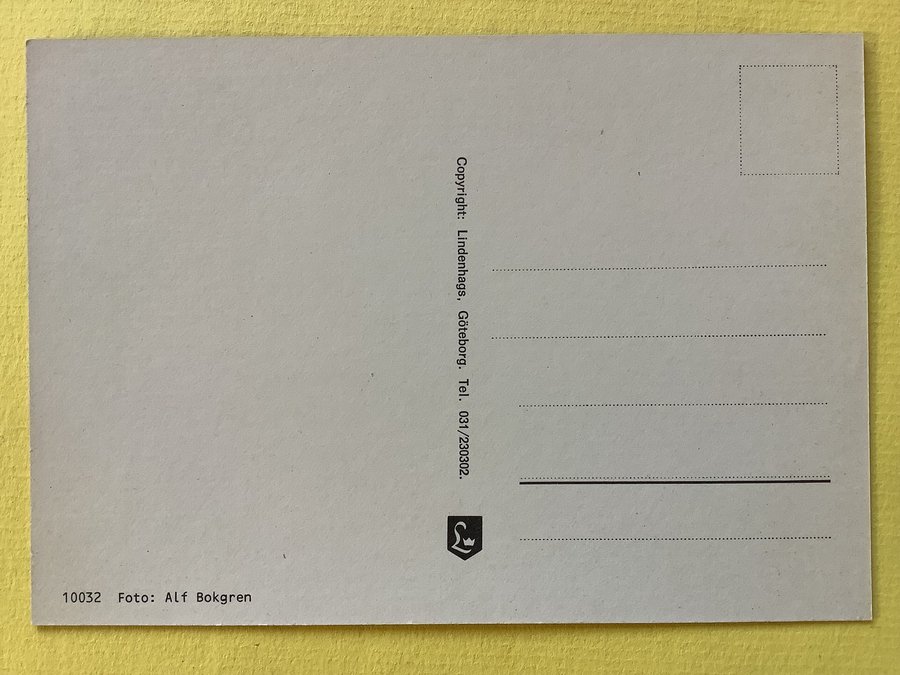 Copyright: Lindenhags, Göteborg. Tel. 031/230302.
L
10032 Foto: Alf Bokgren